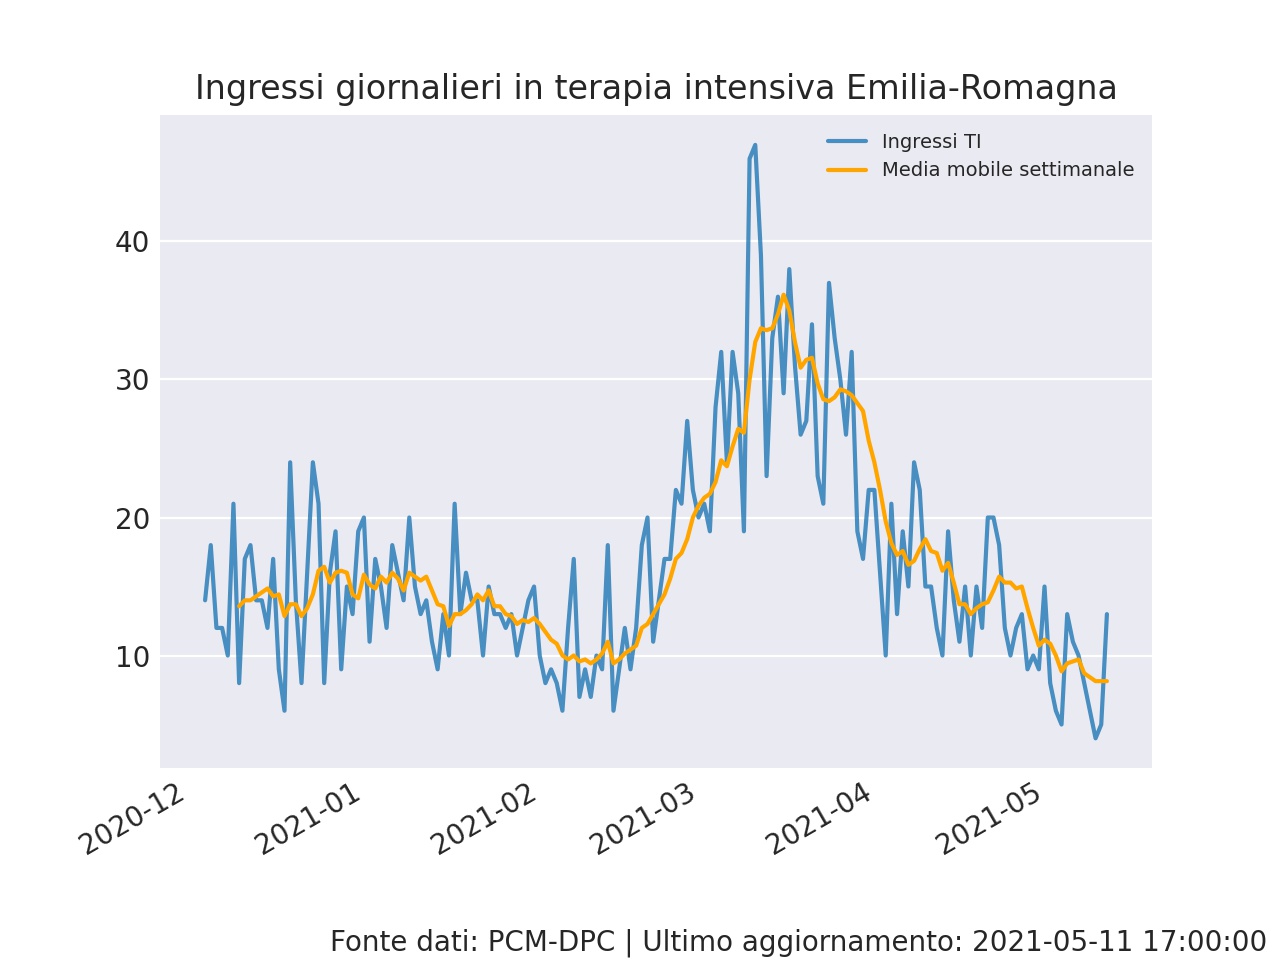 Ingressi giornalieri in terapia intensiva Emilia-Romagna
Ingressi TI
Media mobile settimanale
40
30
20
10
2020-12
2021-01
2021-02
2021-03
2021-04
2021-05
Fonte dati: PCM-DPC | Ultimo aggiornamento: 2021-05-11 17:00:00